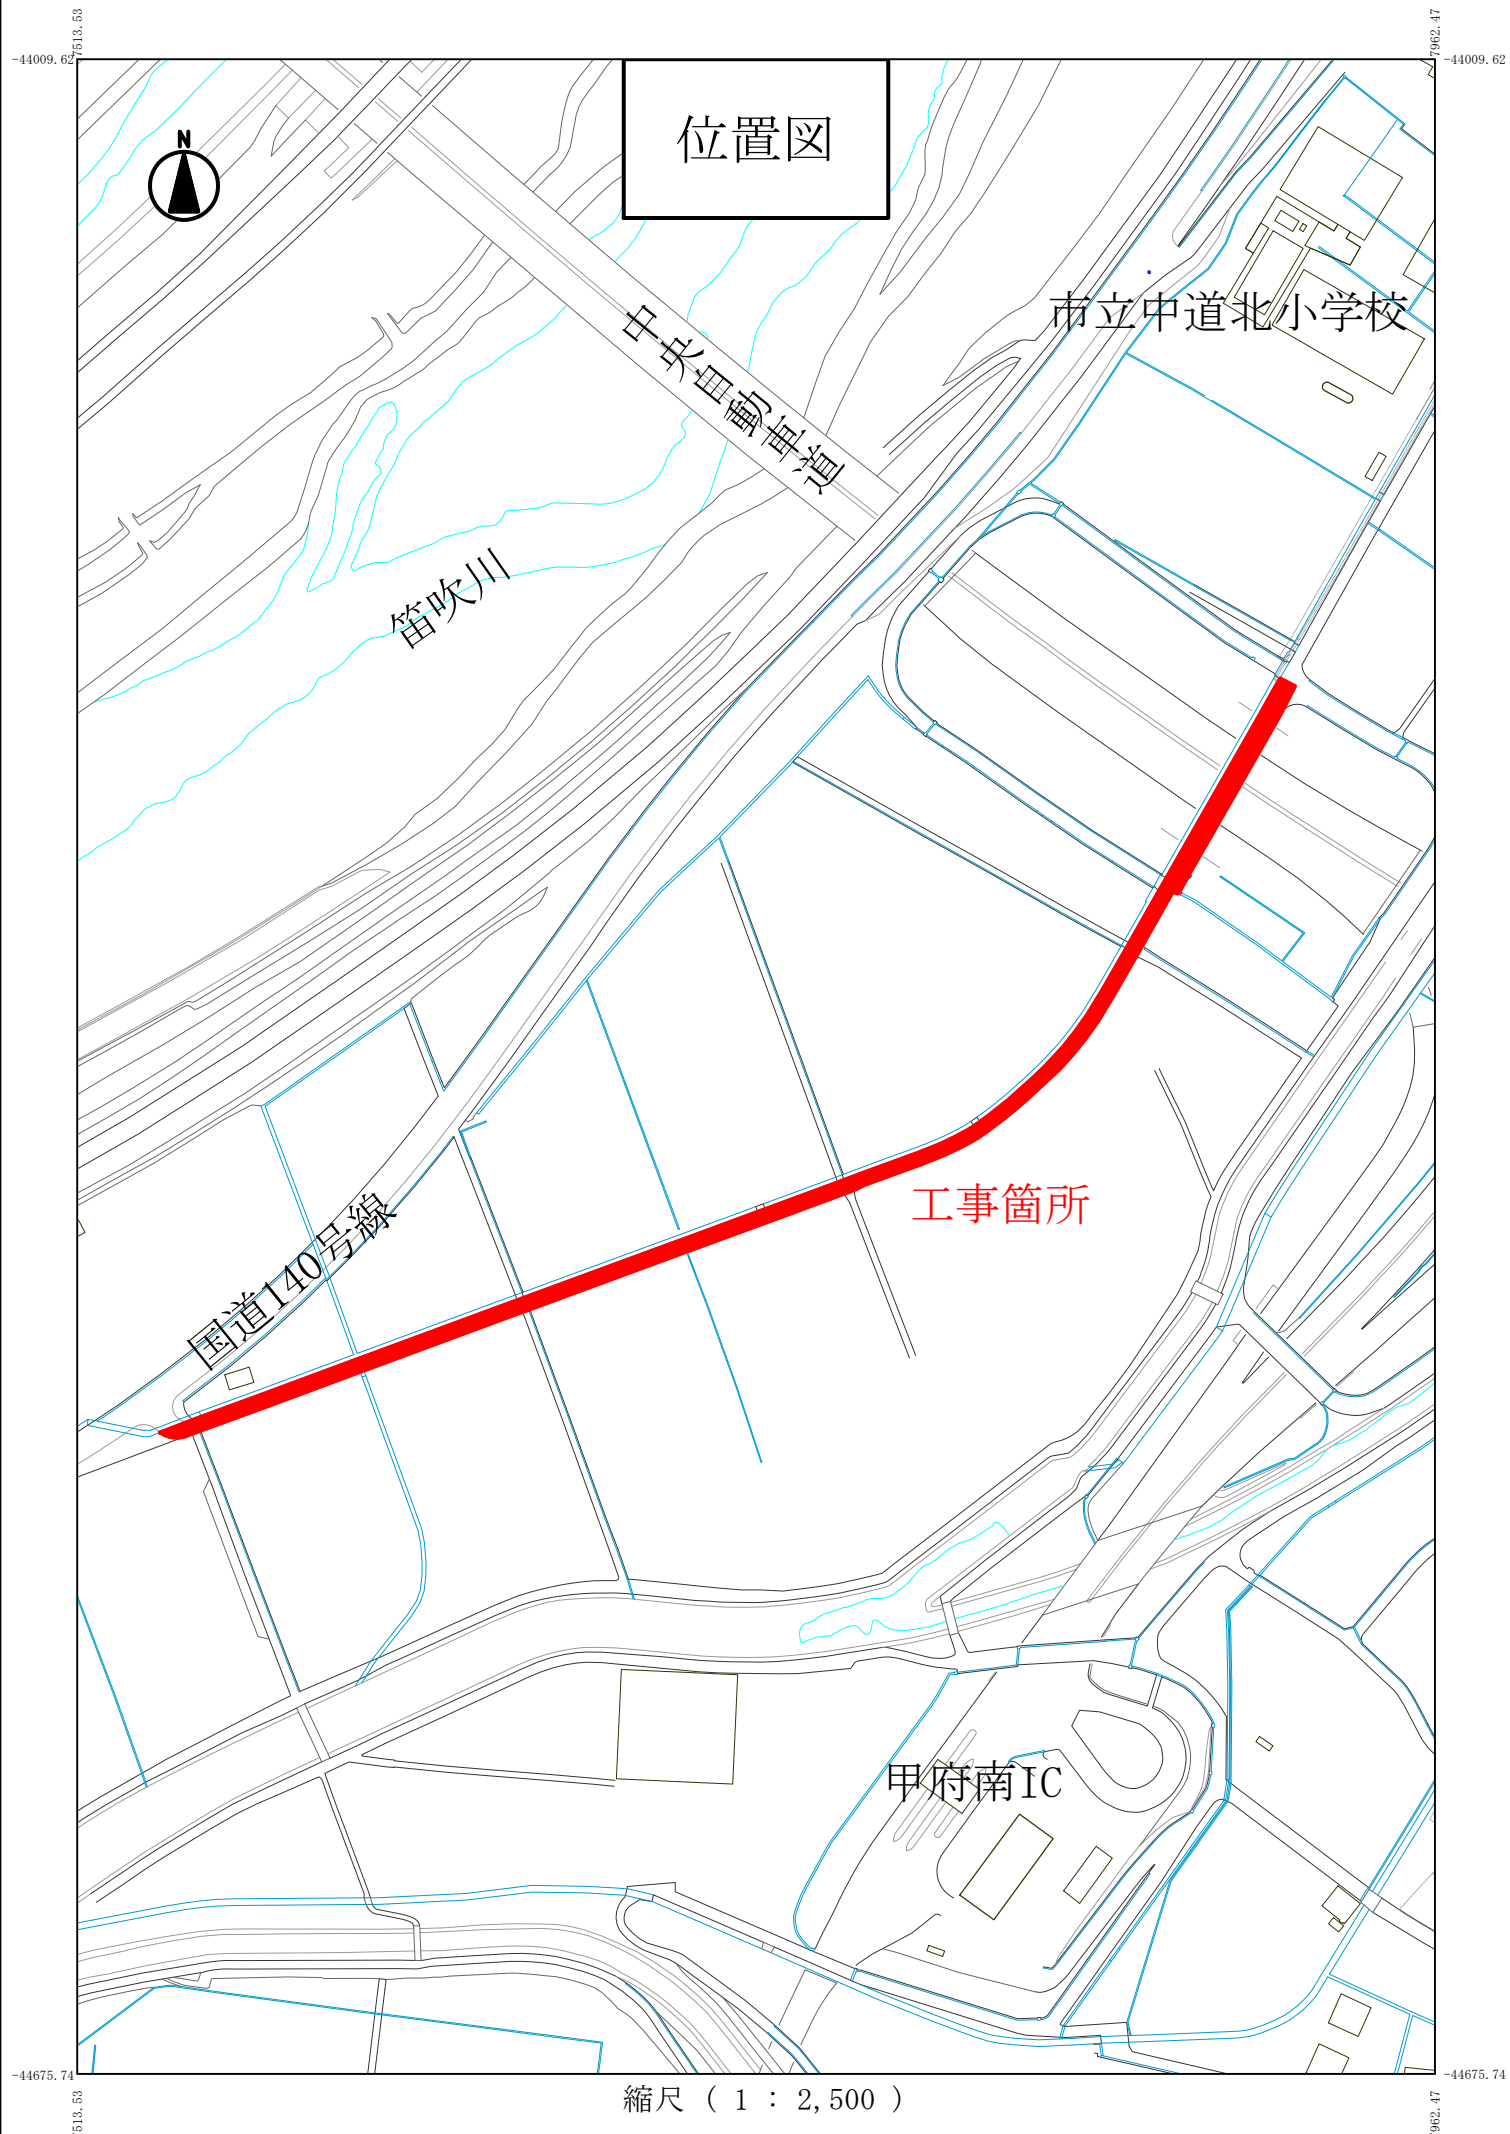 7513.53
7962.47
-44009.62
-44009.62
位置図
N
市立中道北小学校
中央自動車道
笛吹川
工事箇所
国道140号線
甲府南IC
-44675.74
-44675.74
縮尺 ( 1 : 2,500 )
7513.53
7962.47